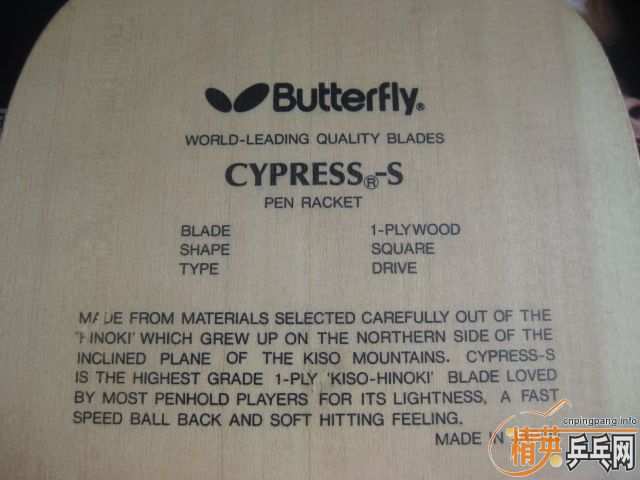 Butterfly®
WORLD-LEADING QUALITY BLADES
CYPRESS®-S
PEN RACKET
BLADE 1-PLYWOOD
SHAPE SQUARE
TYPE DRIVE
MADE FROM MATERIALS SELECTED CAREFULLY OUT OF THE
'HINOKI' WHICH GREW UP ON THE NORTHERN SIDE OF THE
INCLINED PLANE OF THE KISO MOUNTAINS. CYPRESS-S
IS THE HIGHEST GRADE 1-PLY 'KISO-HINOKI' BLADE LOVED
BY MOST PENHOLD PLAYERS FOR ITS LIGHTNESS, A FAST
SPEED BALL BACK AND SOFT HITTING FEELING.
MADE IN
cnpingpang.info
精英乒乓网